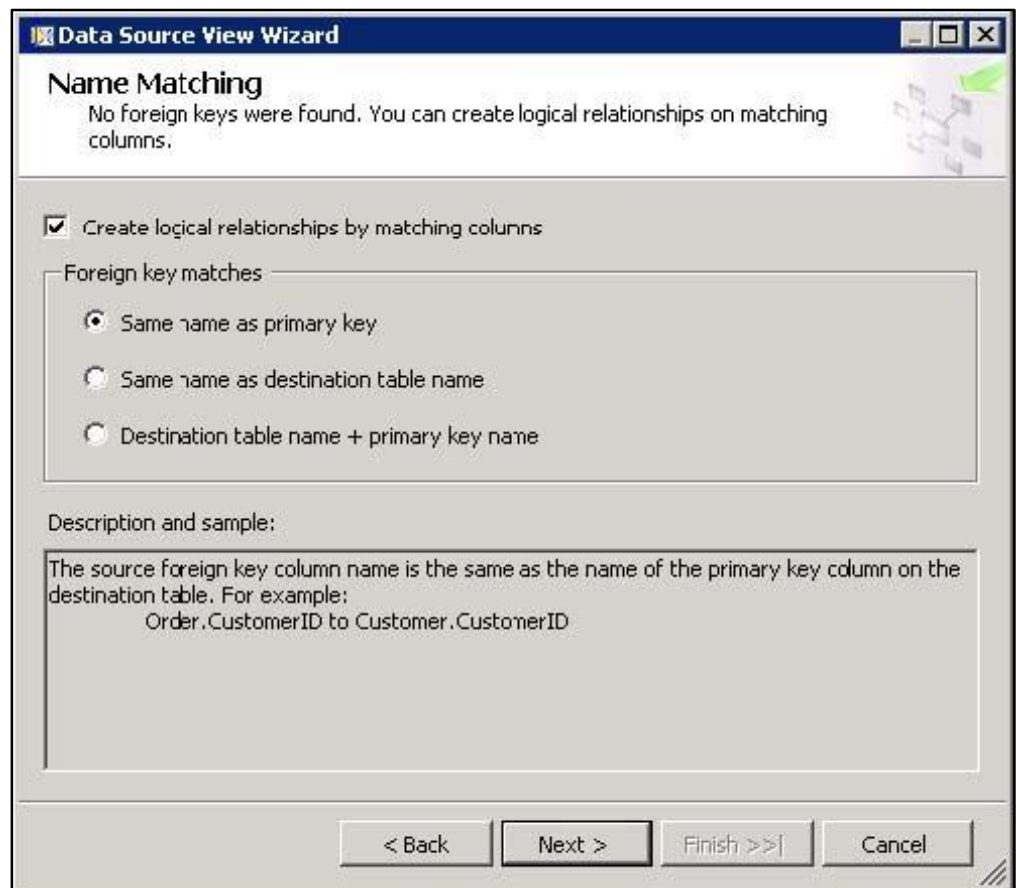 Data Source View Wizard
Name Matching
No foreign keys were found. You can create logical relationships on matching
columns.
Create logical relationships by matching columns
Foreign key matches
Same name as primary key
Same name as destination table name
Destination table name + primary key name
Description and sample:
The source foreign key column name is the same as the name of the primary key column on the
destination table. For example:
Order.CustomerID to Customer.CustomerID
< Back
Next >
Finish >>|
Cancel